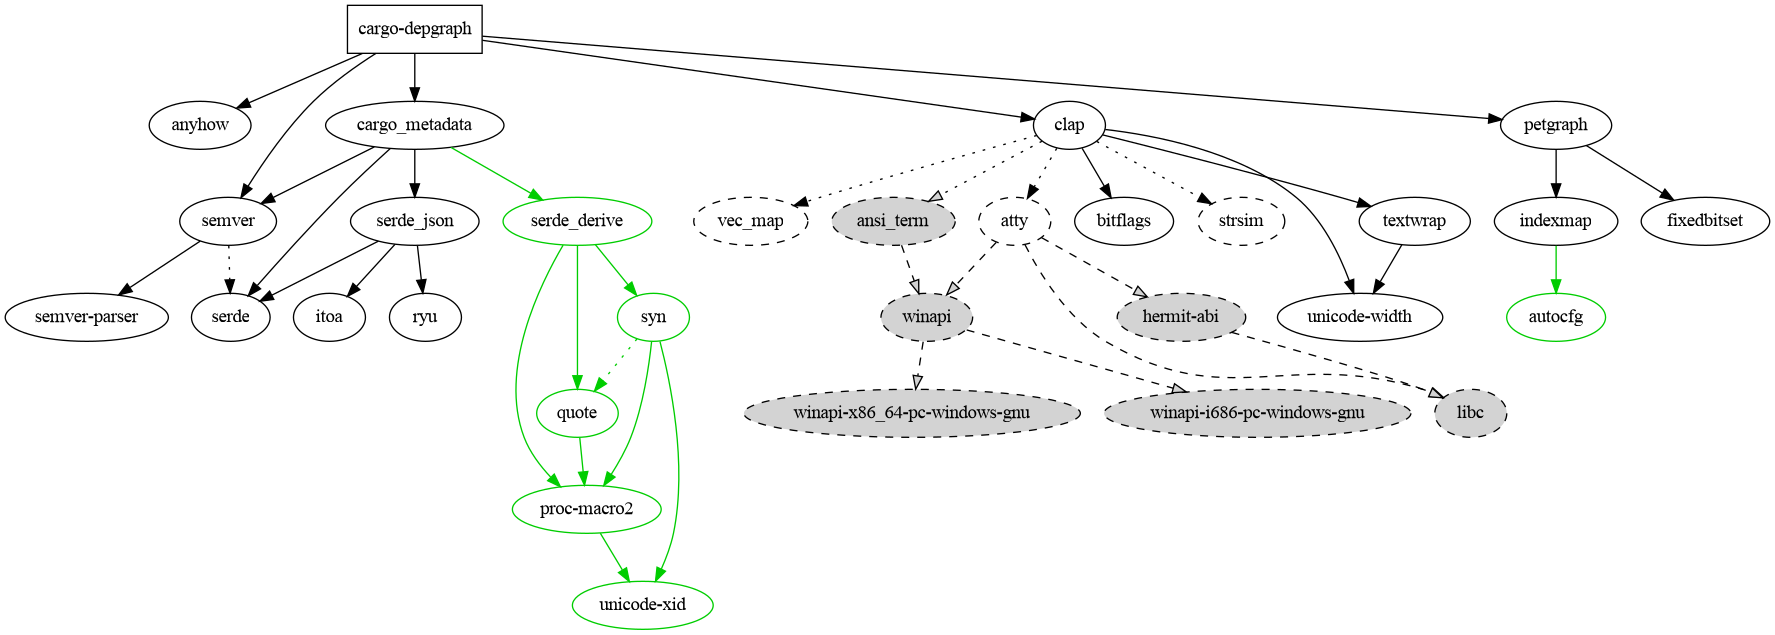 cargo-depgraph
anyhow
cargo_metadata
clap
petgraph
semver
serde_json
serde_derive
vec_map
ansi_term
atty
bitflags
strsim
textwrap
indexmap
fixedbitset
semver-parser
serde
itoa
ryu
syn
winapi
hermit-abi
unicode-width
autocfg
quote
winapi-x86_64-pc-windows-gnu
winapi-i686-pc-windows-gnu
libc
proc-macro2
unicode-xid